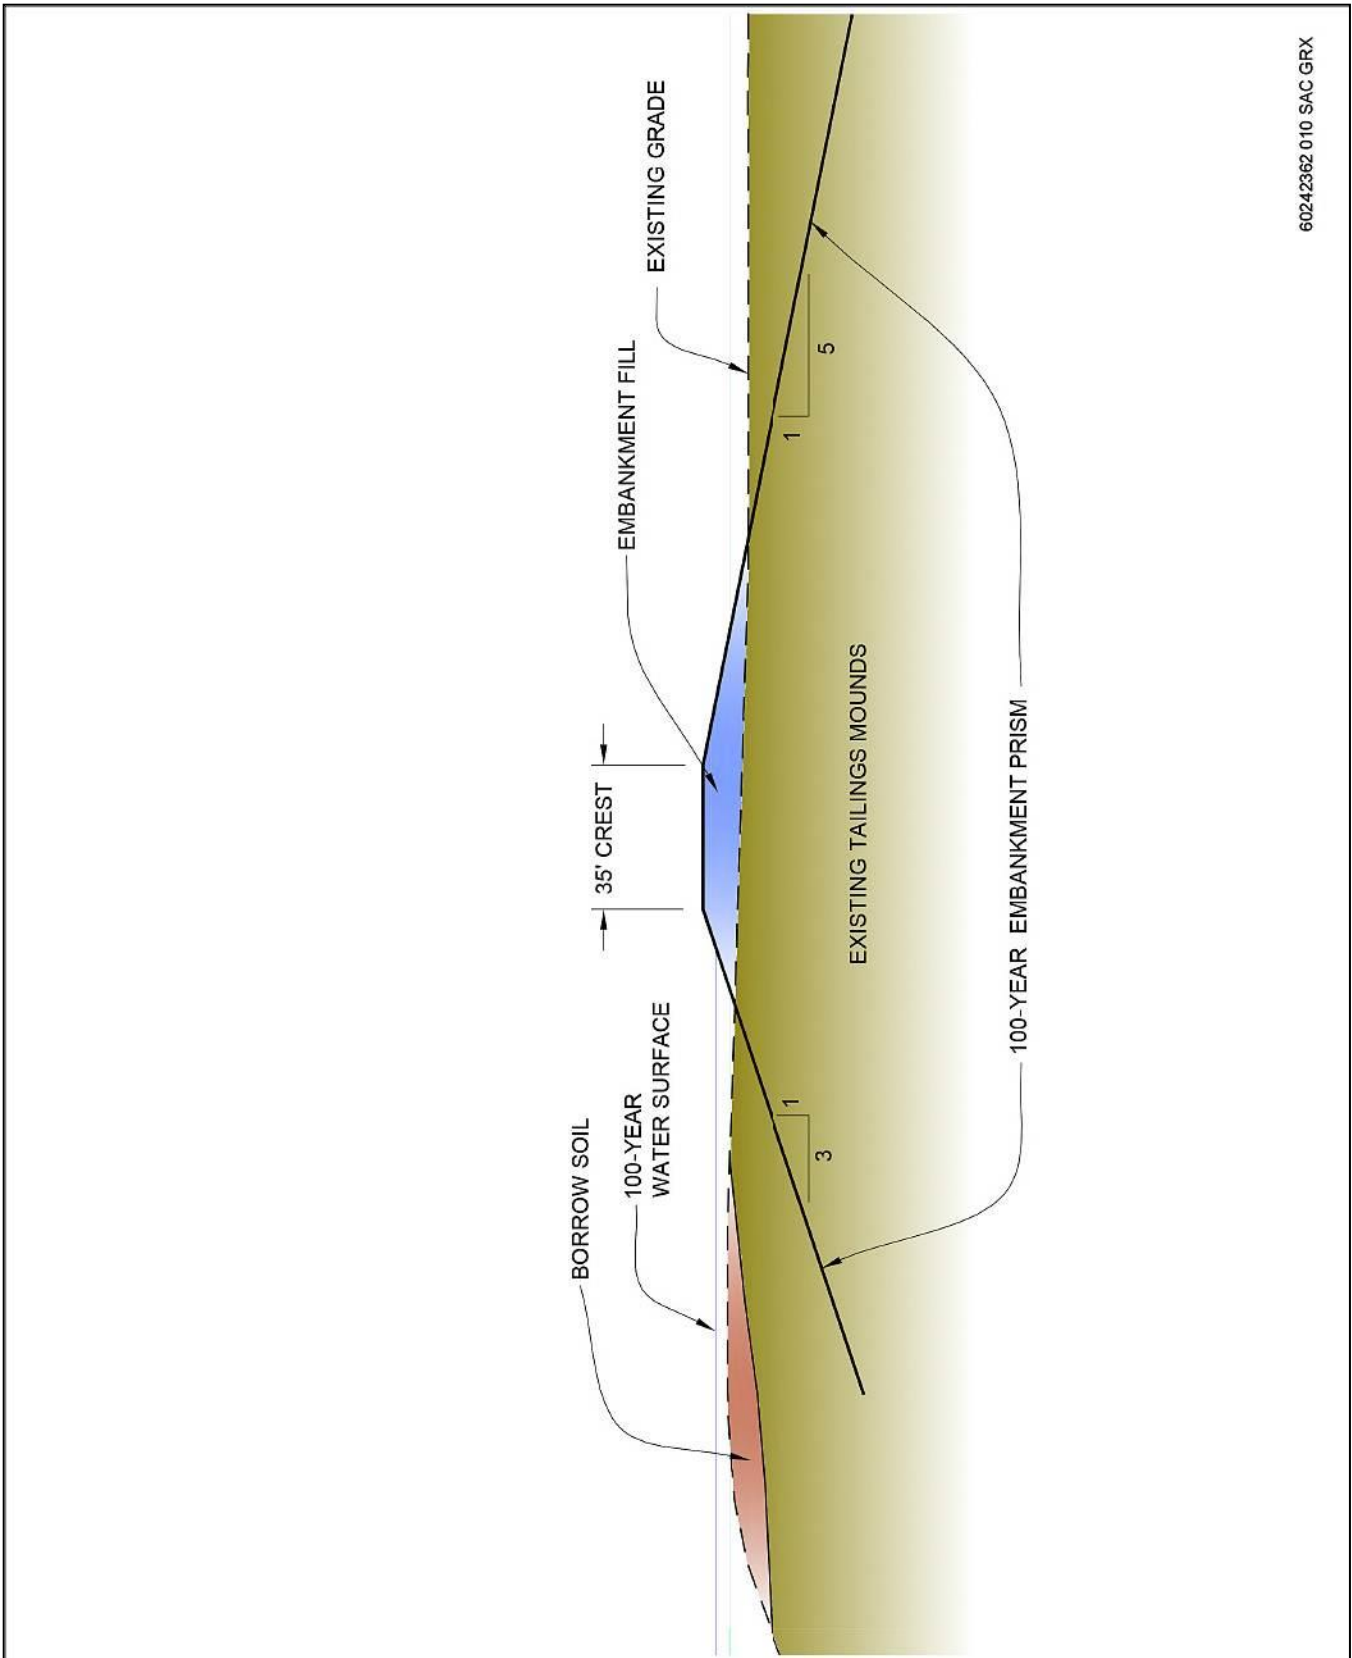 BORROW SOIL
100-YEAR
WATER SURFACE
35' CREST
EMBANKMENT FILL
EXISTING GRADE
1
3
EXISTING TAILINGS MOUNDS
1
5
100-YEAR EMBANKMENT PRISM
60242362 010 SAC GRX